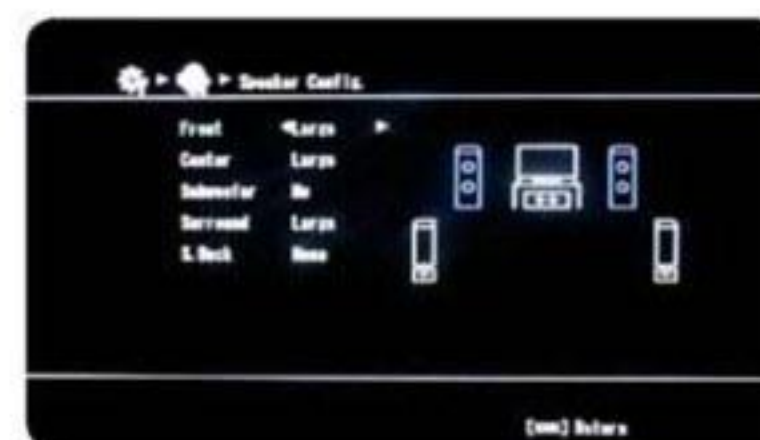 Speaker Config.
Front Large
Center Large
Subwoofer No
Surround Large
S.Back None
Return